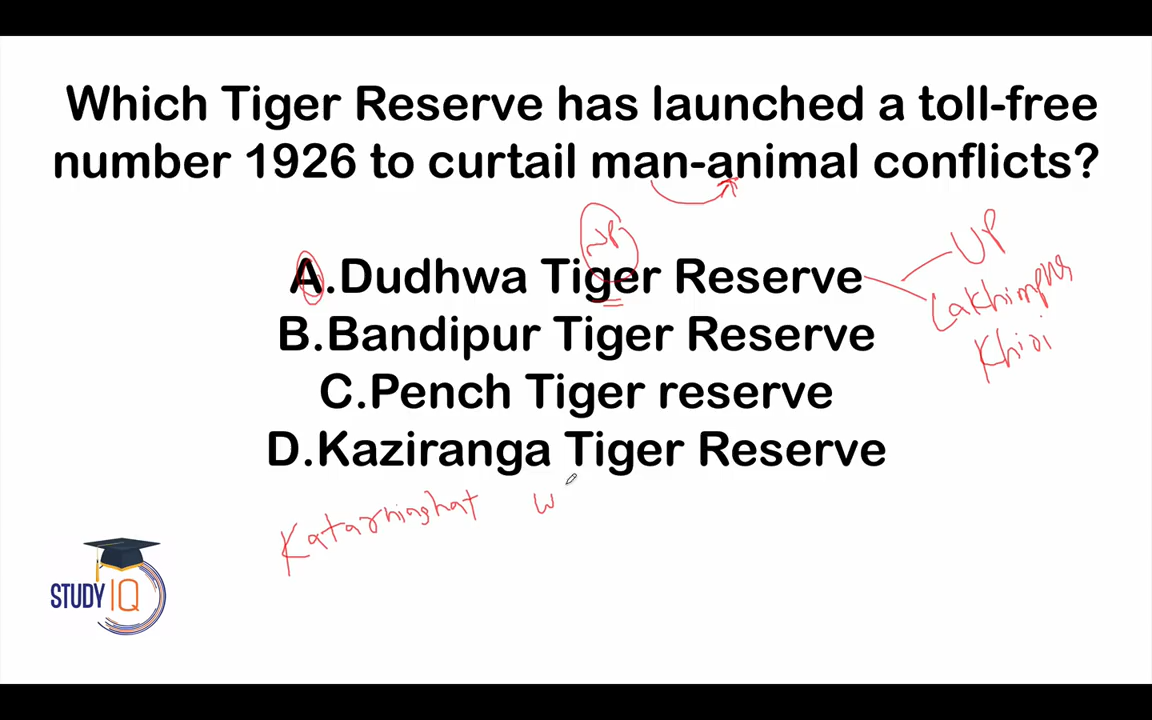 Which Tiger Reserve has launched a toll-free
number 1926 to curtail man-animal conflicts?
UP
A.Dudhwa Tiger Reserve
Lakhimpur
Khiri
B.Bandipur Tiger Reserve
C.Pench Tiger reserve
D.Kaziranga Tiger Reserve
Katarniaghat W
STUDY IQ